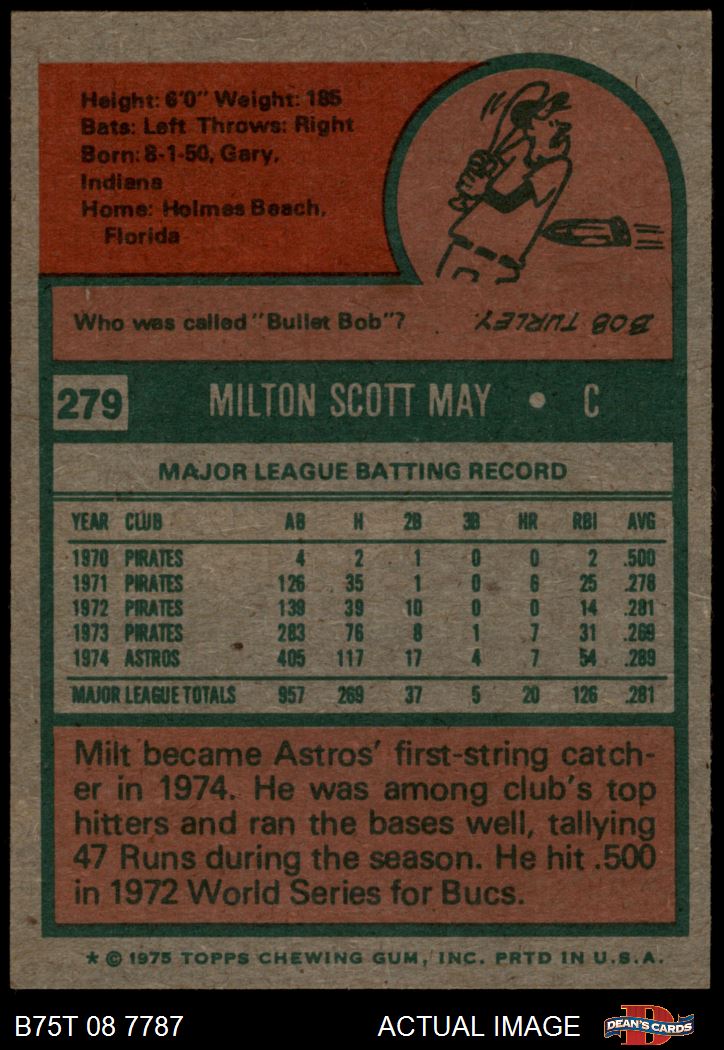 Height: 6'0" Weight: 185
Bats: Left Throws: Right
Born: 8-1-50, Gary,
Indiana
Home: Holmes Beach,
Florida
Who was called "Bullet Bob"?
BOB TURLEY.
279 MILTON SCOTT MAY • C
MAJOR LEAGUE BATTING RECORD
YEAR CLUB AB H 2B 3B HR RBI AVG
1970 PIRATES 4 2 1 0 0 2 .500
1971 PIRATES 126 35 1 0 6 25 .278
1972 PIRATES 139 39 10 0 0 14 .281
1973 PIRATES 283 76 8 1 7 31 .269
1974 ASTROS 405 117 17 4 7 54 .289
MAJOR LEAGUE TOTALS 957 269 37 5 20 126 .281
Milt became Astros' first-string catch-
er in 1974. He was among club's top
hitters and ran the bases well, tallying
47 Runs during the season. He hit .500
in 1972 World Series for Bucs.
* © 1975 TOPPS CHEWING GUM, INC. PRTD IN U.S.A.
B75T 08 7787 ACTUAL IMAGE D DEAN'S CARDS